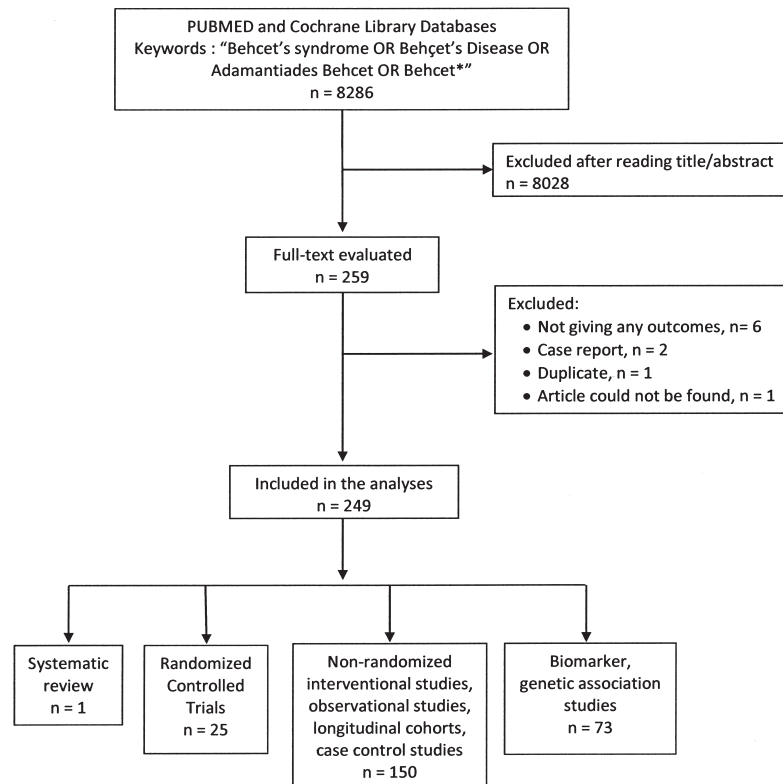 PUBMED and Cochrane Library Databases
Keywords : “Behcet’s syndrome OR Behçet’s Disease OR
Adamantiades Behcet OR Behcet*”
n = 8286
Excluded after reading title/abstract
n = 8028
Full-text evaluated
n = 259
Excluded:
• Not giving any outcomes, n= 6
• Case report, n = 2
• Duplicate, n = 1
• Article could not be found, n = 1
Included in the analyses
n = 249
Systematic
review
n = 1
Randomized
Controlled
Trials
n = 25
Non-randomized
interventional studies,
observational studies,
longitudinal cohorts,
case control studies
n = 150
Biomarker,
genetic association
studies
n = 73